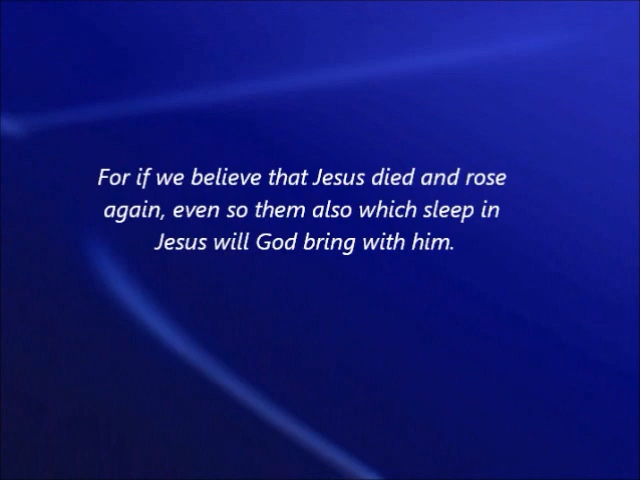 For if we believe that Jesus died and rose
again, even so them also which sleep in
Jesus will God bring with him.